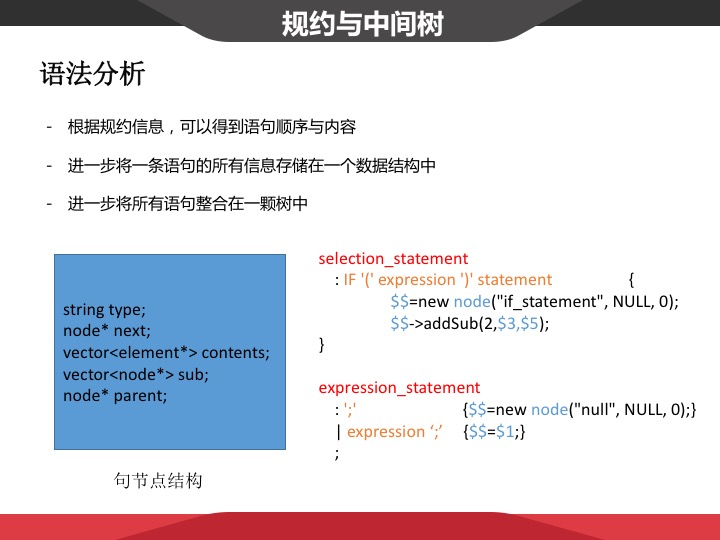 规约与中间树
语法分析
- 根据规约信息，可以得到语句顺序与内容
- 进一步将一条语句的所有信息存储在一个数据结构中
- 进一步将所有语句整合在一颗树中
string type;
node* next;
vector<element*> contents;
vector<node*> sub;
node* parent;
句节点结构
selection_statement
: IF '(' expression ')' statement {
$$=new node("if_statement", NULL, 0);
$$->addSub(2,$3,$5);
}
expression_statement
: ';' {$$=new node("null", NULL, 0);}
| expression ‘;’ {$$=$1;}
;